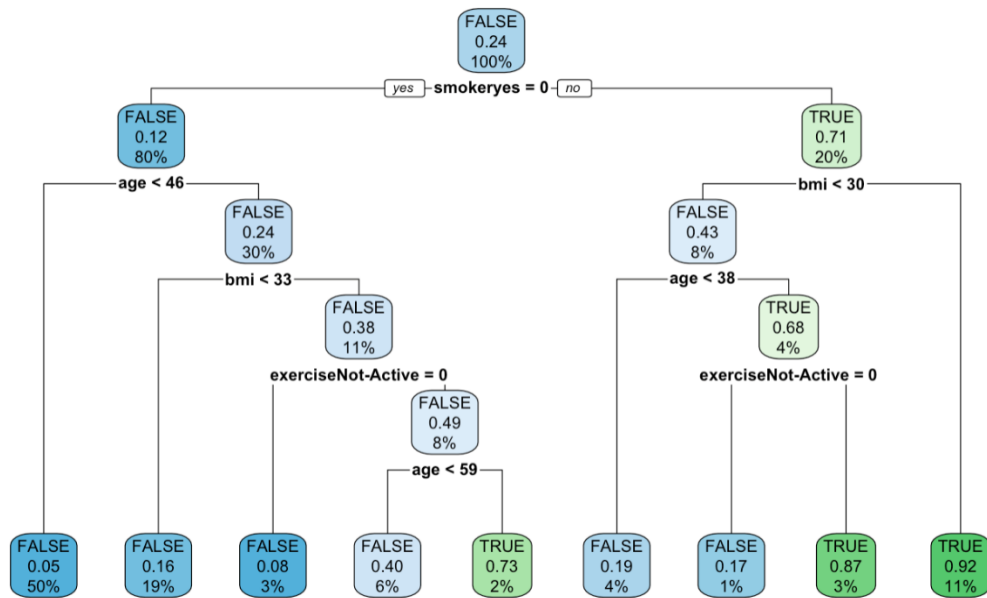 FALSE
0.24
100%
yes smokeryes = 0 no
FALSE
0.12
80%
TRUE
0.71
20%
age < 46
bmi < 30
FALSE
0.24
30%
FALSE
0.43
8%
bmi < 33
age < 38
FALSE
0.38
11%
TRUE
0.68
4%
exerciseNot-Active = 0
exerciseNot-Active = 0
FALSE
0.49
8%
age < 59
FALSE
0.05
50%
FALSE
0.16
19%
FALSE
0.08
3%
FALSE
0.40
6%
TRUE
0.73
2%
FALSE
0.19
4%
FALSE
0.17
1%
TRUE
0.87
3%
TRUE
0.92
11%